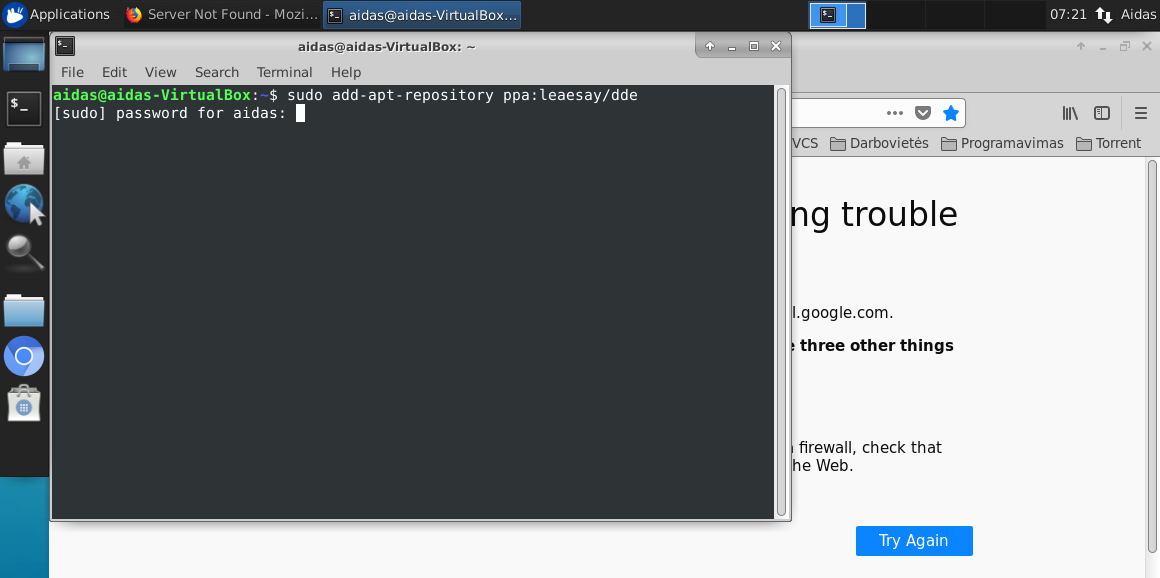 Applications
Server Not Found - Mozi...
aidas@aidas-VirtualBox...
07:21
Aidas
aidas@aidas-VirtualBox: ~
File Edit View Search Terminal Help
aidas@aidas-VirtualBox:~$ sudo add-apt-repository ppa:leaesay/dde
[sudo] password for aidas:
VCS Darbovietės Programavimas Torrent
ng trouble
l.google.com.
e three other things
firewall, check that
he Web.
Try Again